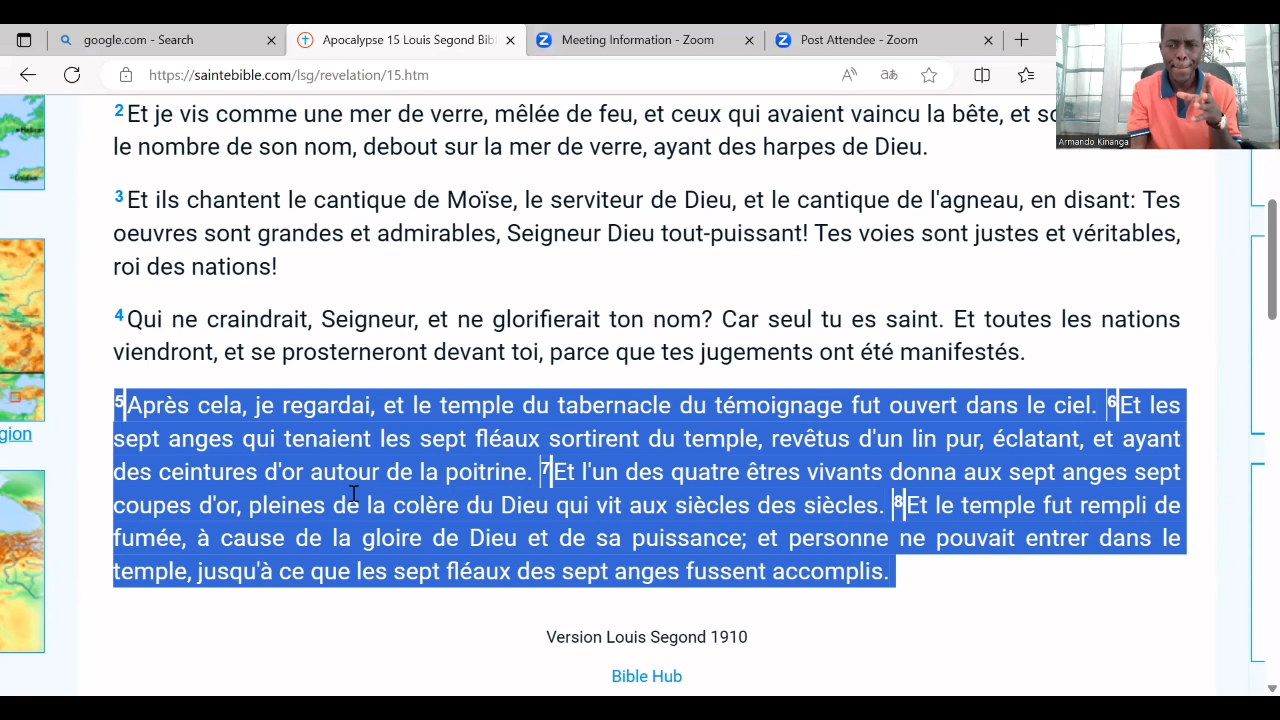 google.com - Search
Apocalypse 15 Louis Segond Bib
Meeting Information - Zoom
Post Attendee - Zoom
https://saintebible.com/lsg/revelation/15.htm
Armando Kinanga
2 Et je vis comme une mer de verre, mêlée de feu, et ceux qui avaient vaincu la bête, et
le nombre de son nom, debout sur la mer de verre, ayant des harpes de Dieu.
3 Et ils chantent le cantique de Moïse, le serviteur de Dieu, et le cantique de l'agneau, en disant: Tes
oeuvres sont grandes et admirables, Seigneur Dieu tout-puissant! Tes voies sont justes et véritables,
roi des nations!
4 Qui ne craindrait, Seigneur, et ne glorifierait ton nom? Car seul tu es saint. Et toutes les nations
viendront, et se prosterneront devant toi, parce que tes jugements ont été manifestés.
5 Après cela, je regardai, et le temple du tabernacle du témoignage fut ouvert dans le ciel. 6 Et les
sept anges qui tenaient les sept fléaux sortirent du temple, revêtus d'un lin pur, éclatant, et ayant
des ceintures d'or autour de la poitrine. 7 Et l'un des quatre êtres vivants donna aux sept anges sept
coupes d'or, pleines de la colère du Dieu qui vit aux siècles des siècles. 8 Et le temple fut rempli de
fumée, à cause de la gloire de Dieu et de sa puissance; et personne ne pouvait entrer dans le
temple, jusqu'à ce que les sept fléaux des sept anges fussent accomplis.
gion
Version Louis Segond 1910
Bible Hub